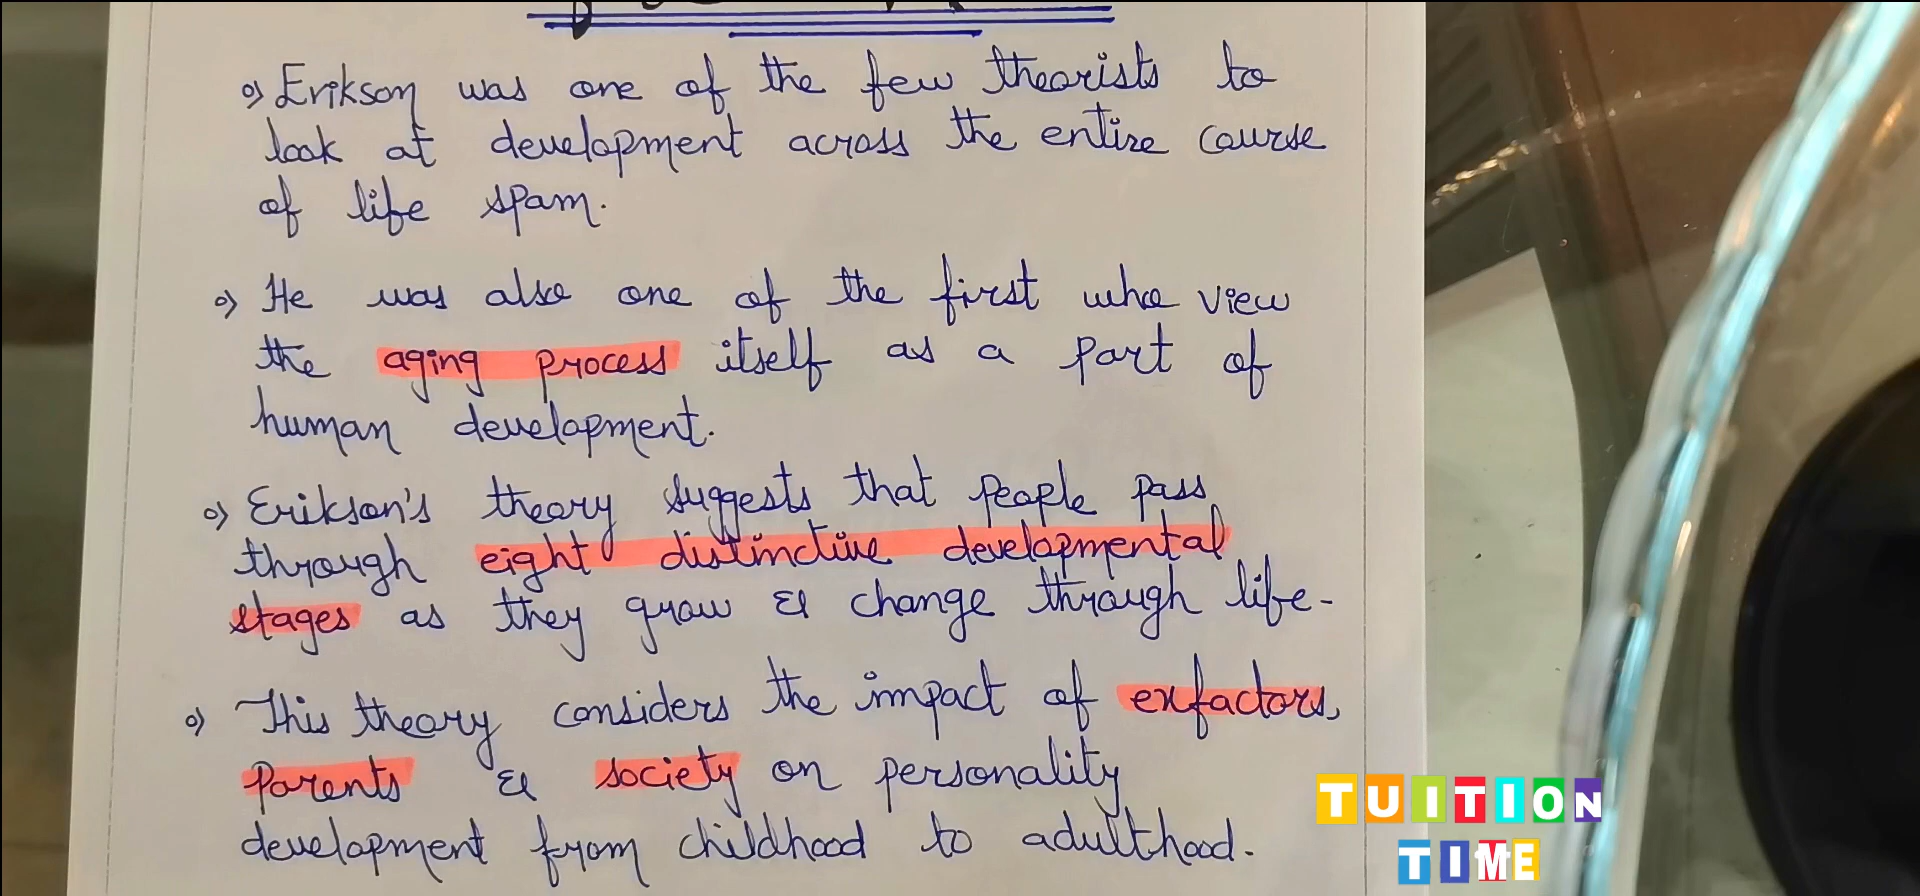 Erikson was one of the few theorists to
look at development across the entire course
of life spam.
He was also one of the first who view
the aging process itself as a part of
human development.
Erikson's theory suggests that people pass
through eight distinctive developmental
stages as they grow & change through life.
This theory considers the impact of exfactors,
parents & society on personality
development from childhood to adulthood.
TUITION
TIME